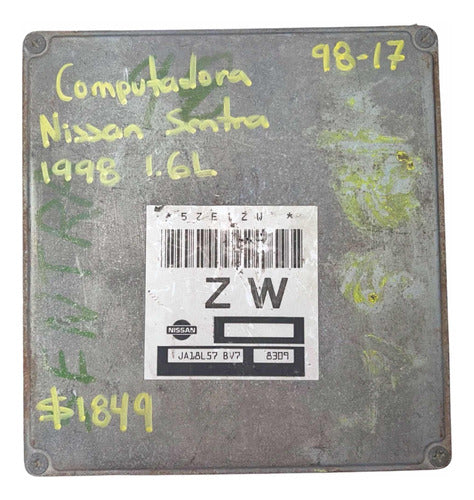 Computadora
98-17
Nissan Sentra
1998 1.6L
*5ZE1ZW*
ZW
NISSAN
JA18L57 BV7
8309
$1849